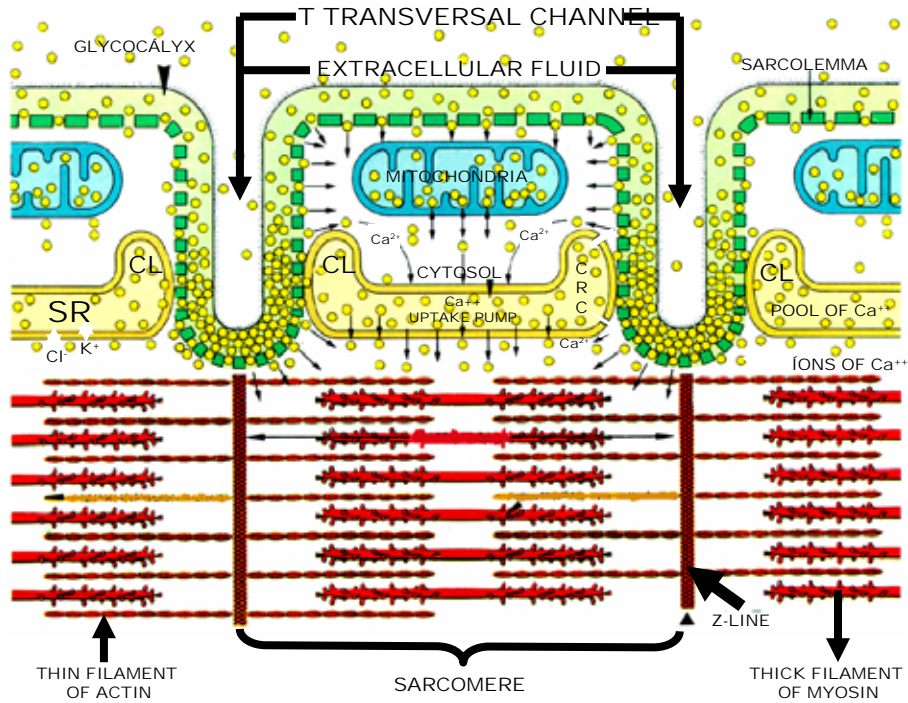 T TRANSVERSAL CHANNEL
GLYCOCÁLYX
EXTRACELLULAR FLUID
SARCOLEMMA
MITOCHONDRIA
Ca²⁺
Ca²⁺
CL
CL
C
R
C
CL
CYTOSOL
SR
Ca++
UPTAKE PUMP
POOL OF Ca⁺⁺
Cl⁻
K⁺
Ca²⁺
ÍONS OF Ca⁺⁺
Z-LINE
THIN FILAMENT
OF ACTIN
SARCOMERE
THICK FILAMENT
OF MYOSIN